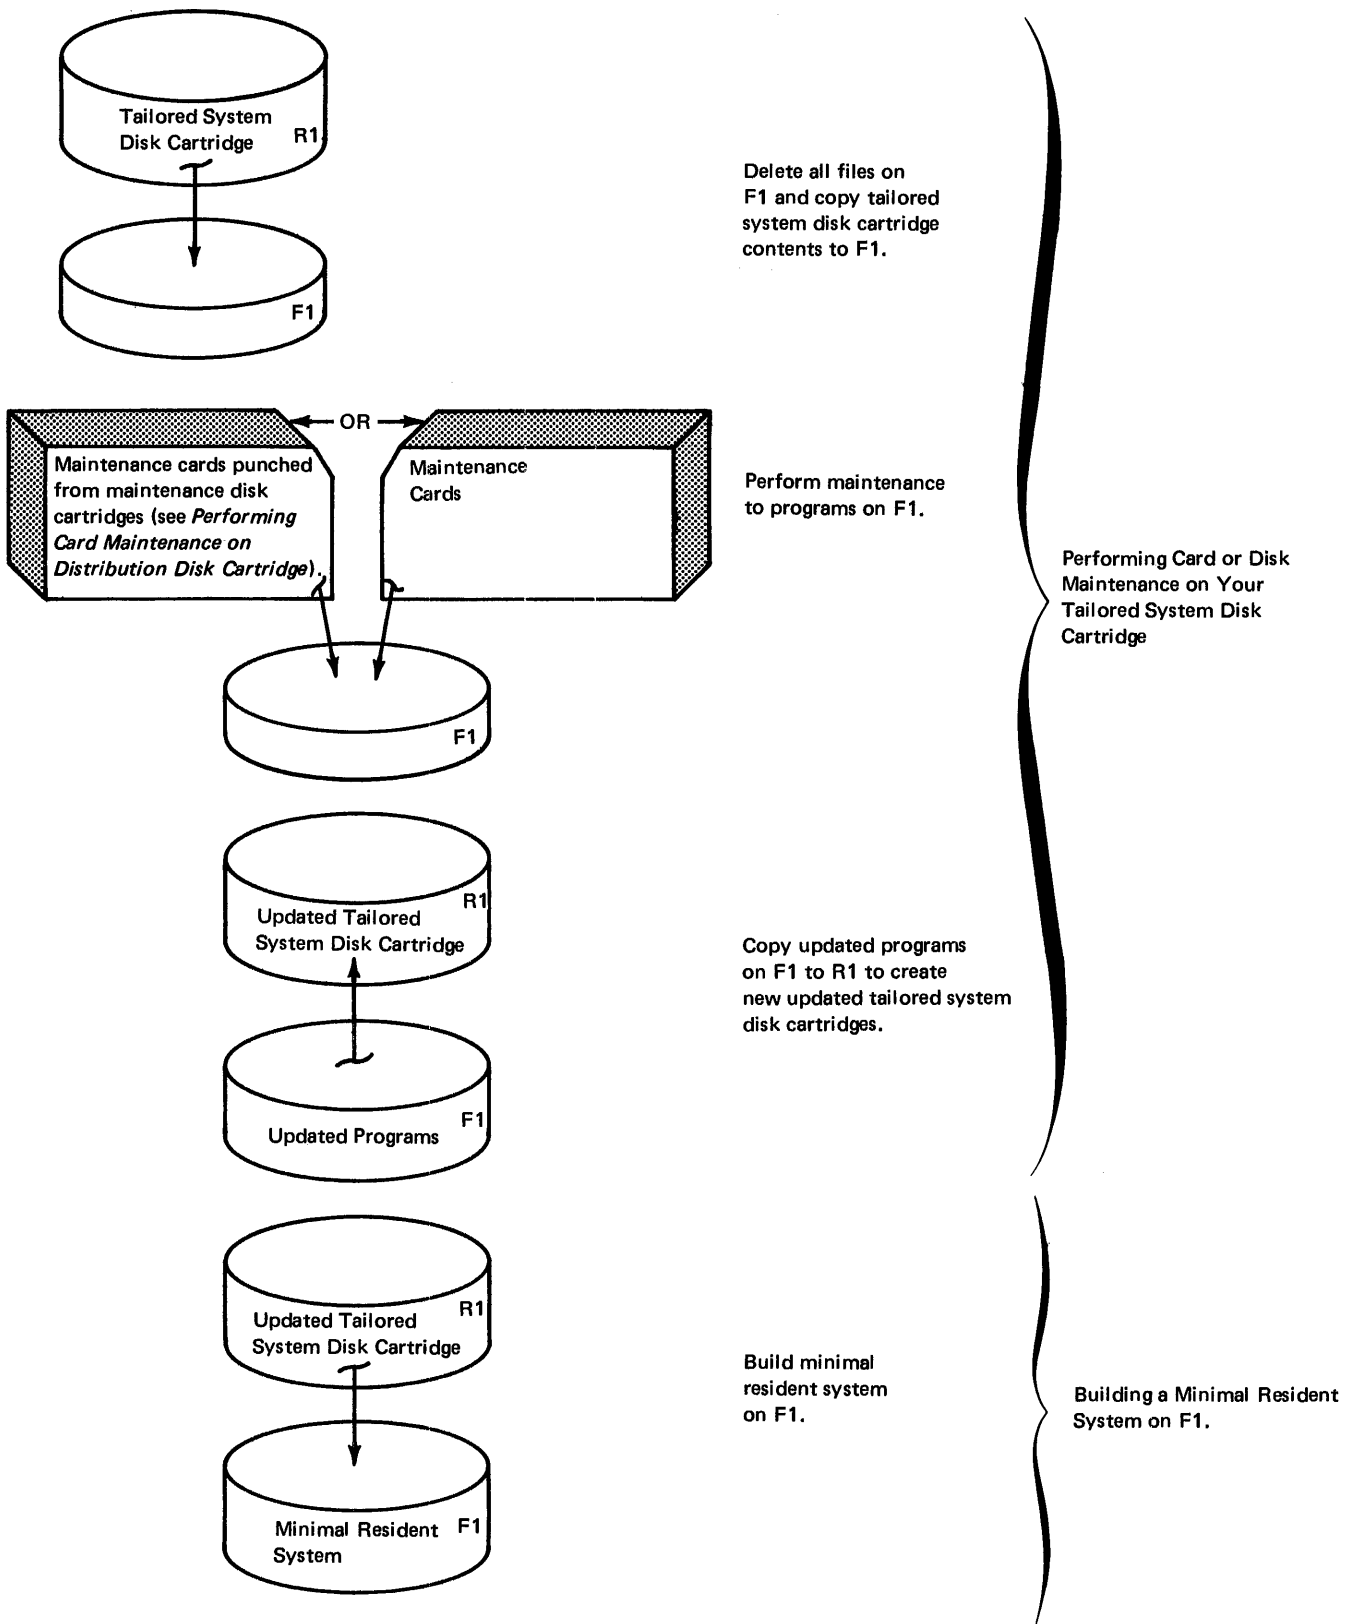 Tailored System
Disk Cartridge
R1
F1
Delete all files on
F1 and copy tailored
system disk cartridge
contents to F1.
OR
Maintenance cards punched
from maintenance disk
cartridges (see Performing
Card Maintenance on
Distribution Disk Cartridge).
Maintenance
Cards
F1
Perform maintenance
to programs on F1.
Performing Card or Disk
Maintenance on Your
Tailored System Disk
Cartridge
R1
Updated Tailored
System Disk Cartridge
F1
Updated Programs
Copy updated programs
on F1 to R1 to create
new updated tailored system
disk cartridges.
R1
Updated Tailored
System Disk Cartridge
Minimal Resident
System
F1
Build minimal
resident system
on F1.
Building a Minimal Resident
System on F1.